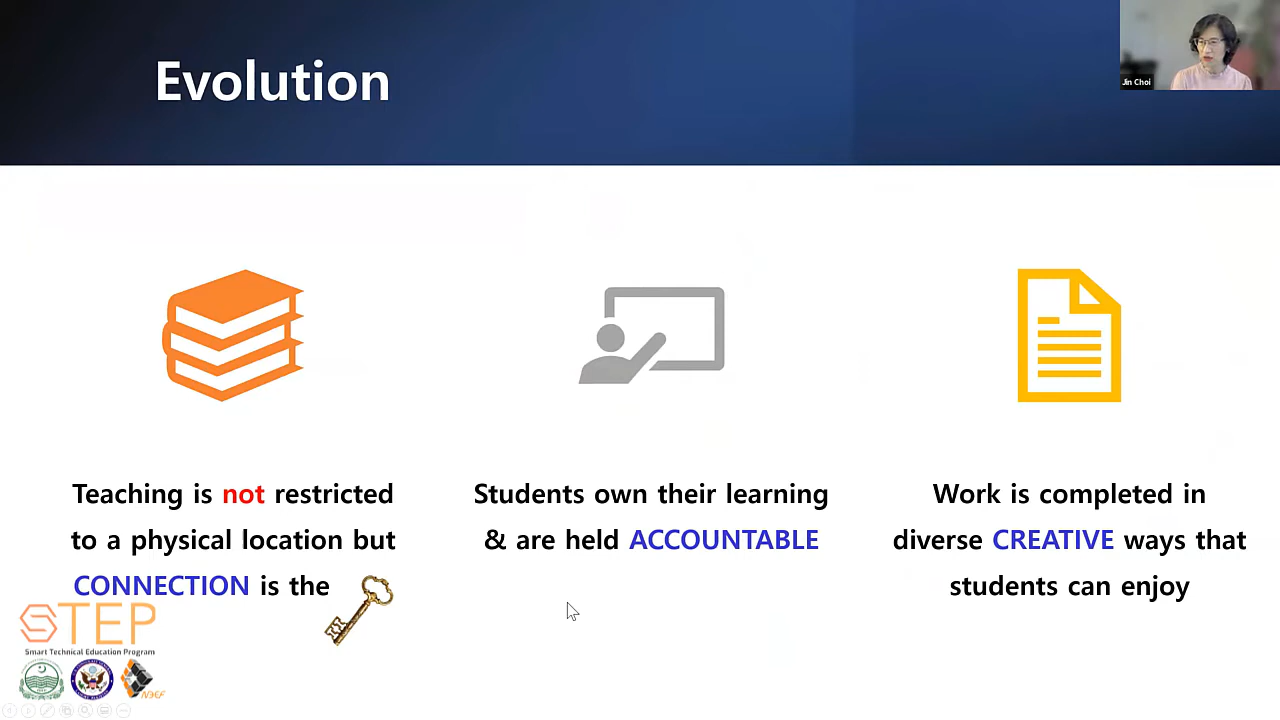 Evolution
Jin Choi
Teaching is not restricted
to a physical location but
CONNECTION is the
Students own their learning
& are held ACCOUNTABLE
Work is completed in
diverse CREATIVE ways that
students can enjoy
STEP
Smart Technical Education Program